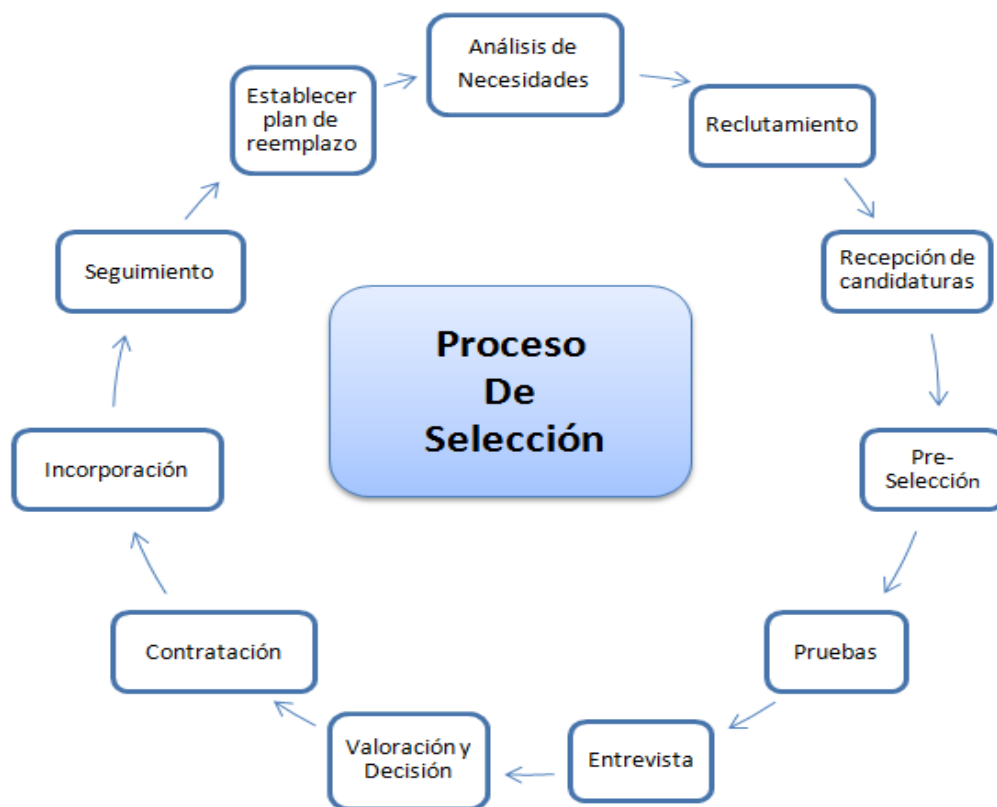 Análisis de
Necesidades
Reclutamiento
Recepción de
candidaturas
Pre-
Selección
Pruebas
Entrevista
Valoración y
Decisión
Contratación
Incorporación
Seguimiento
Establecer
plan de
reemplazo
Proceso
De
Selección